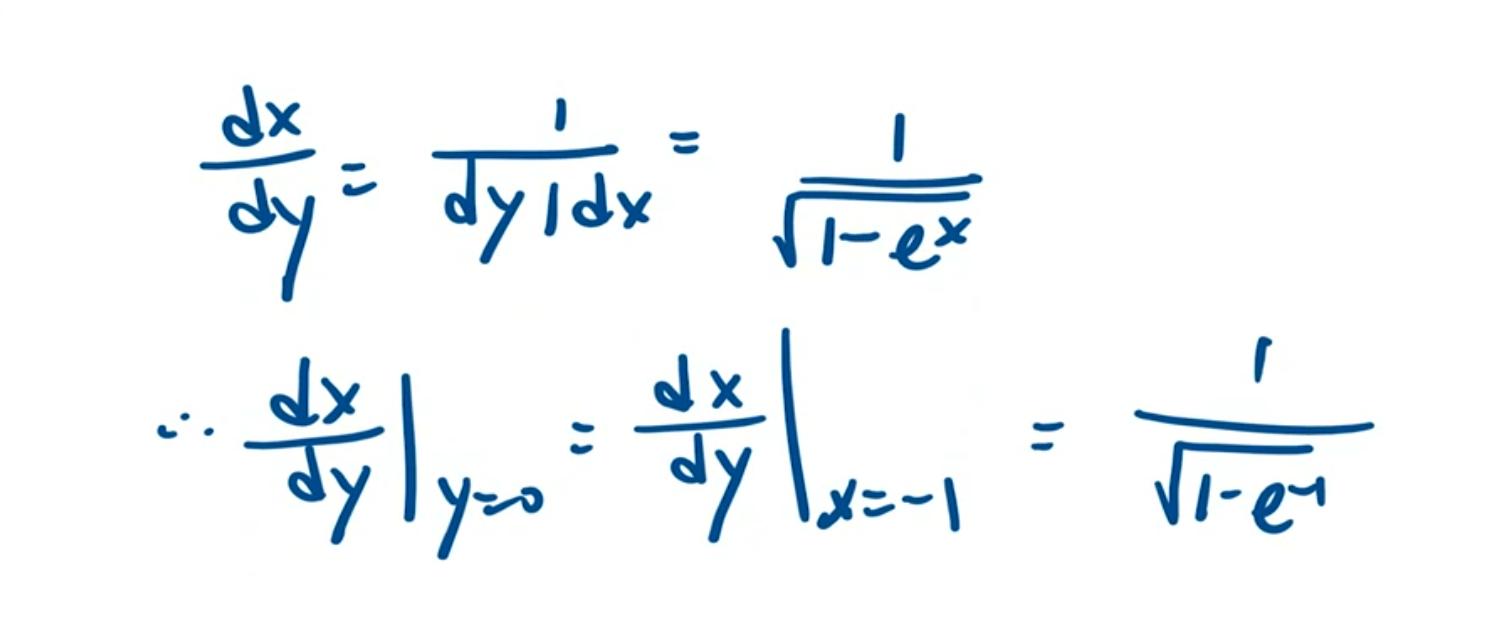 dx/dy = 1/(dy/dx) = 1/√(1-e^x)
∴ dx/dy |_{y=0} = dx/dy |_{x=-1} = 1/√(1-e^{-1})